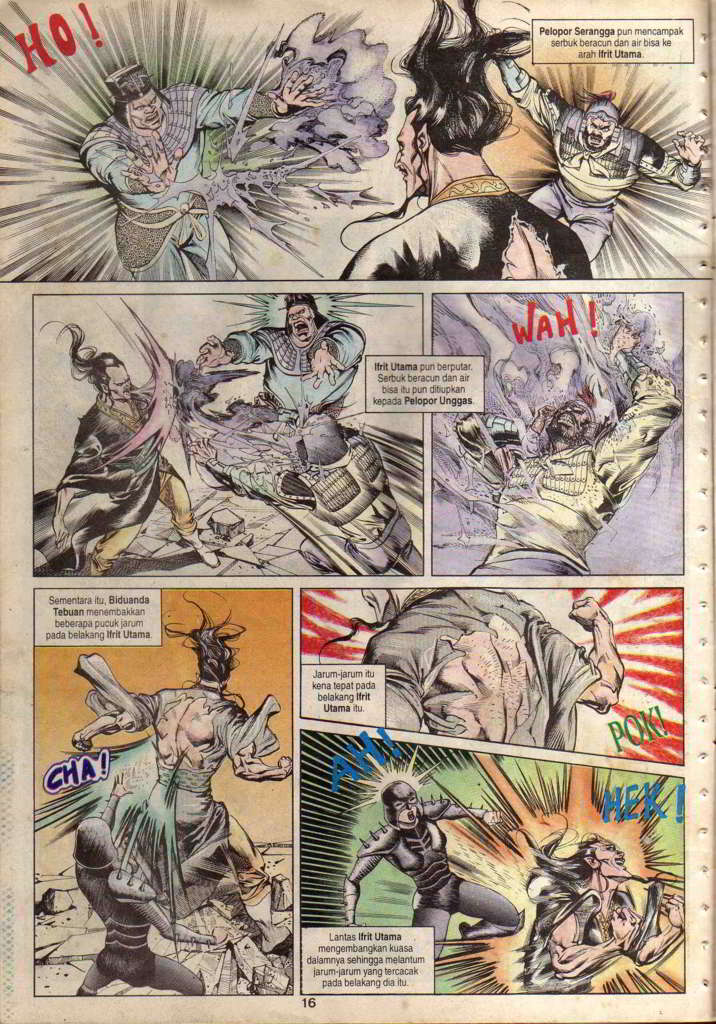 HO!
Pelopor Serangga pun mencampak
serbuk beracun dan air bisa ke
arah Ifrit Utama.
Ifrit Utama pun berputar.
Serbuk beracun dan air
bisa itu pun ditiupkan
kepada Pelopor Unggas.
WAH!
Sementara itu, Biduanda
Tebuan menembakkan
beberapa pucuk jarum
pada belakang Ifrit Utama.
CHA!
Jarum-jarum itu
kena tepat pada
belakang Ifrit
Utama itu.
POK!
AH!
HEK!
Lantas Ifrit Utama
mengembangkan kuasa
dalamnya sehingga melantum
jarum-jarum yang tercacak
pada belakang dia itu.
16